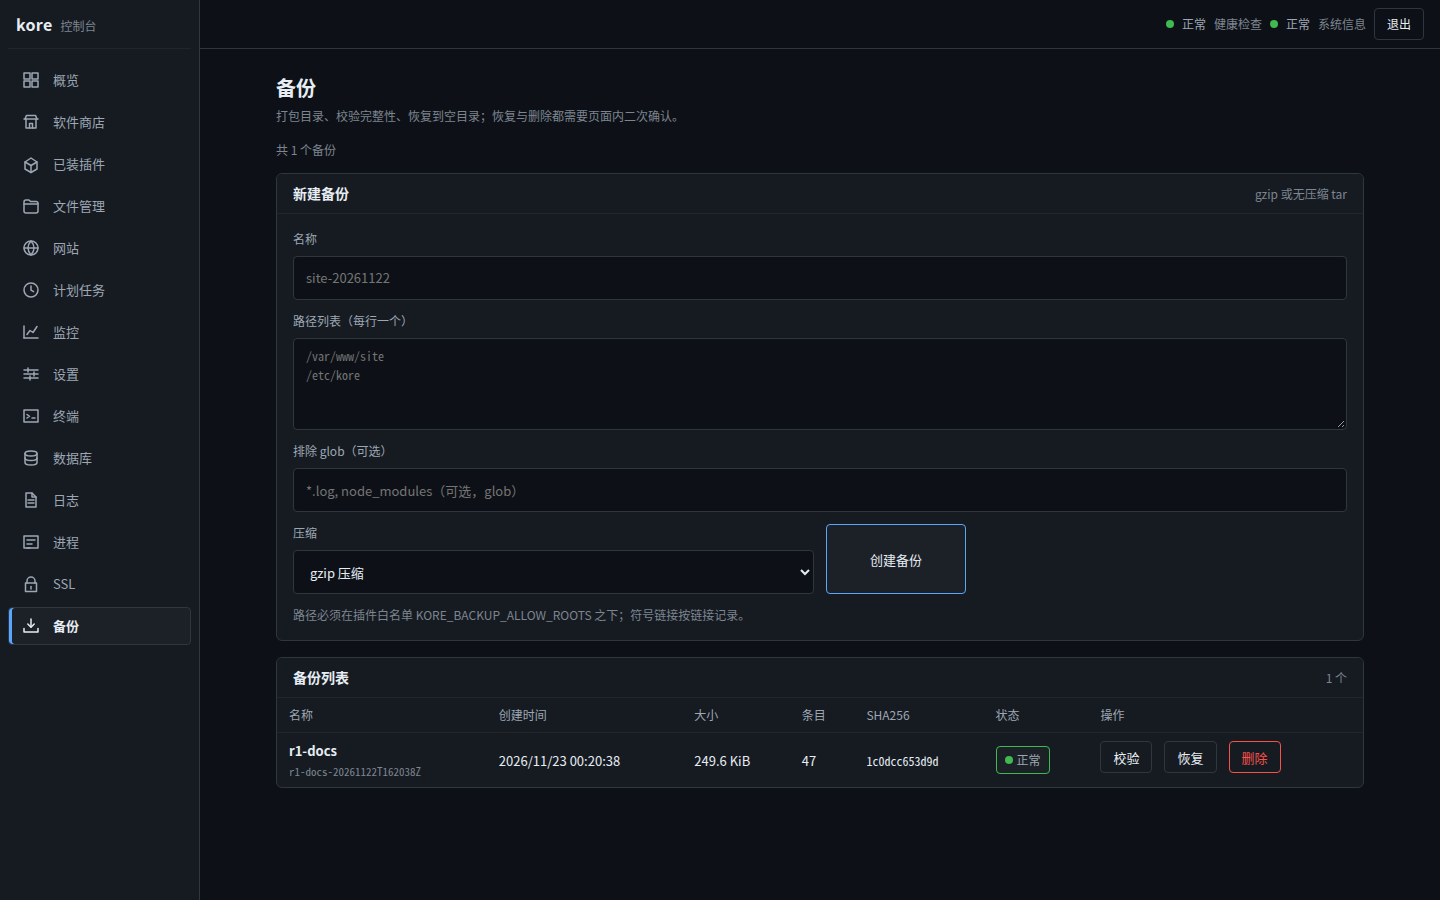 kore 控制台
正常 健康检查 正常 系统信息 退出
概览
软件商店
已装插件
文件管理
网站
计划任务
监控
设置
终端
数据库
日志
进程
SSL
备份
备份
打包目录、校验完整性、恢复到空目录；恢复与删除都需要页面内二次确认。
共 1 个备份
新建备份
gzip 或无压缩 tar
名称
site-20261122
路径列表（每行一个）
/var/www/site
/etc/kore
排除 glob（可选）
*.log, node_modules（可选，glob）
压缩
gzip 压缩
创建备份
路径必须在插件白名单 KORE_BACKUP_ALLOW_ROOTS 之下；符号链接按链接记录。
备份列表
1 个
名称 创建时间 大小 条目 SHA256 状态 操作
r1-docs
r1-docs-20261122T162038Z
2026/11/23 00:20:38 249.6 KiB 47 1c0dcc653d9d 正常 校验 恢复 删除